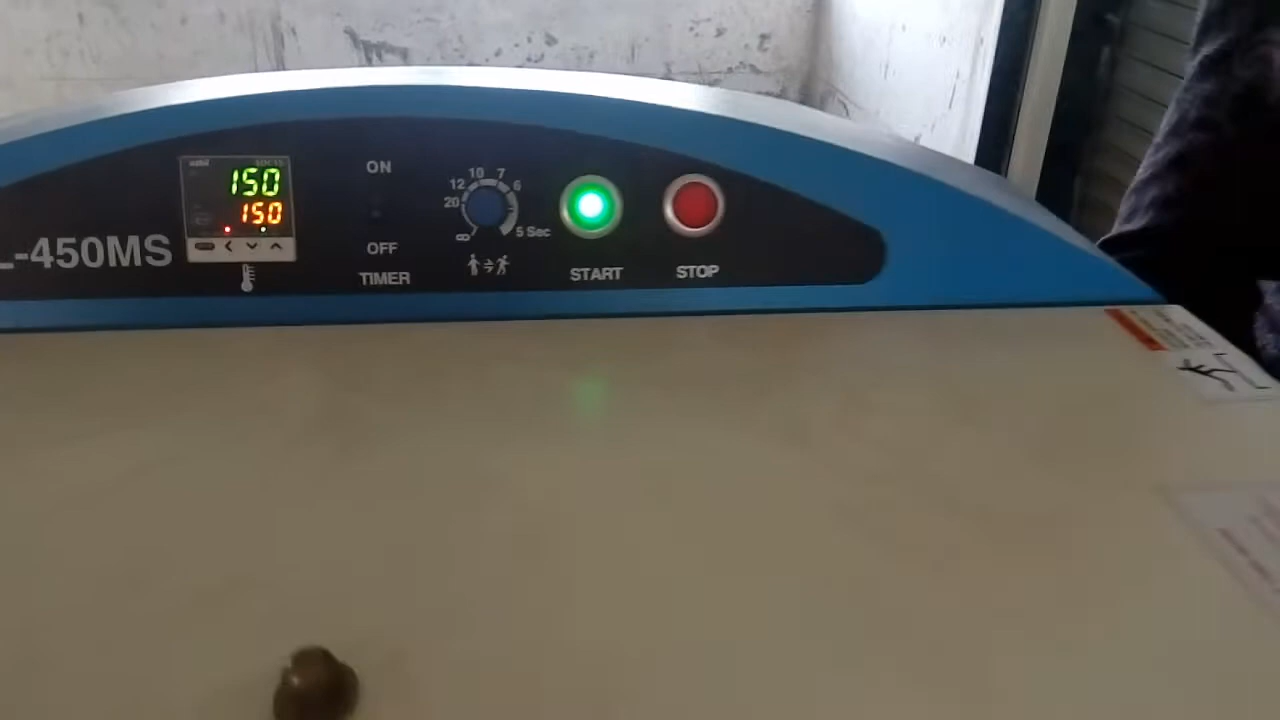 L-450MS
150
150
ON
OFF
TIMER
20
12
10
7
6
5 Sec
∞
START
STOP